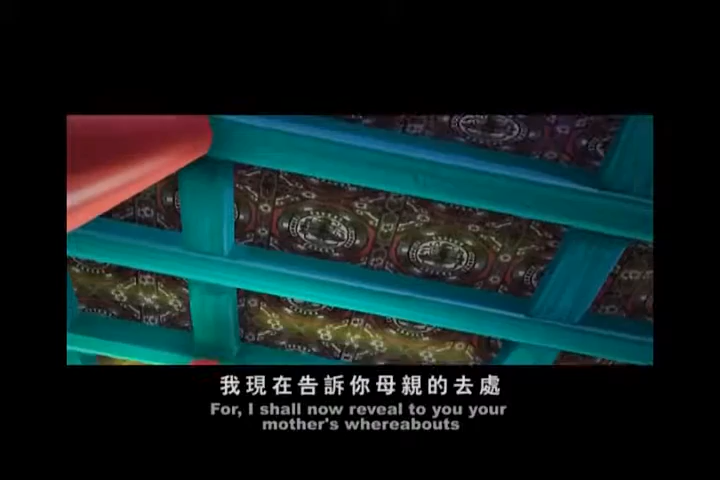 我現在告訴你母親的去處
For, I shall now reveal to you your
mother's whereabouts